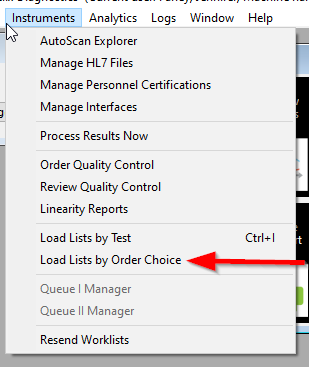 Instruments Analytics Logs Window Help
AutoScan Explorer
Manage HL7 Files
Manage Personnel Certifications
Manage Interfaces
Process Results Now
Order Quality Control
Review Quality Control
Linearity Reports
Load Lists by Test Ctrl+I
Load Lists by Order Choice
Queue I Manager
Queue II Manager
Resend Worklists